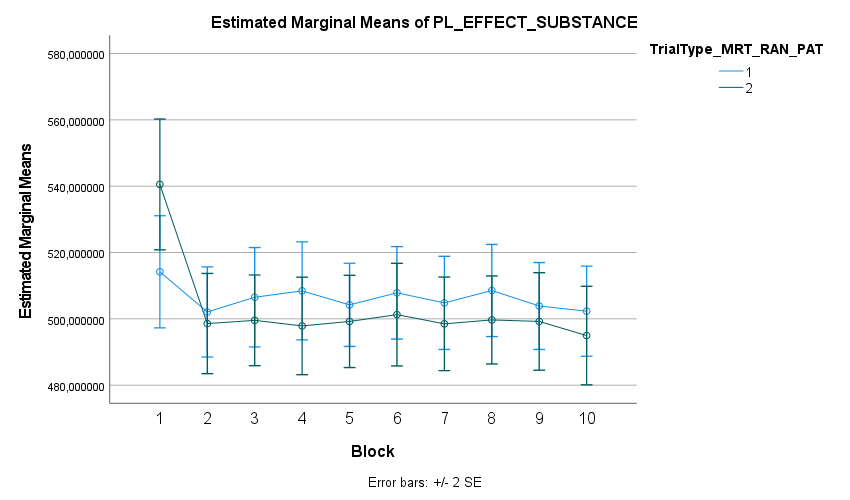 Estimated Marginal Means of PL_EFFECT_SUBSTANCE
TrialType_MRT_RAN_PAT
1
2
Estimated Marginal Means
580,000000
560,000000
540,000000
520,000000
500,000000
480,000000
1 2 3 4 5 6 7 8 9 10
Block
Error bars: +/- 2 SE